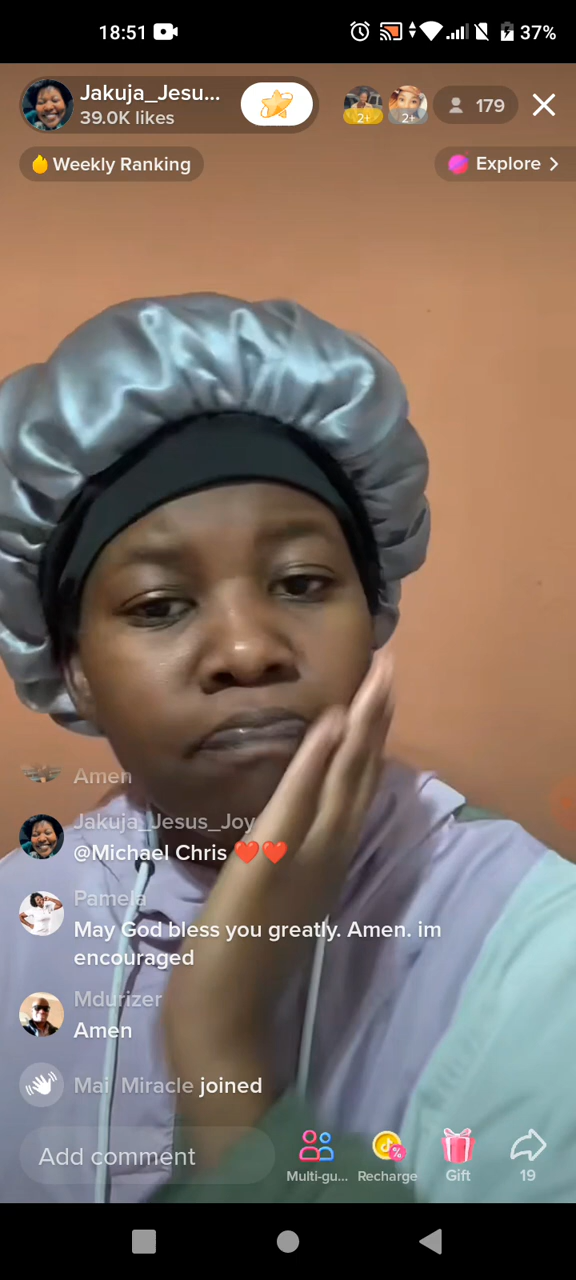 18:51
37%
Jakuja_Jesu...
39.0K likes
2+
2+
179
Weekly Ranking
Explore
Amen
Jakuja_Jesus_Joy
@Michael Chris ❤️❤️
Pamela
May God bless you greatly. Amen. im
encouraged
Mdurizer
Amen
Mai Miracle joined
Add comment
Multi-gu...
Recharge
Gift
19